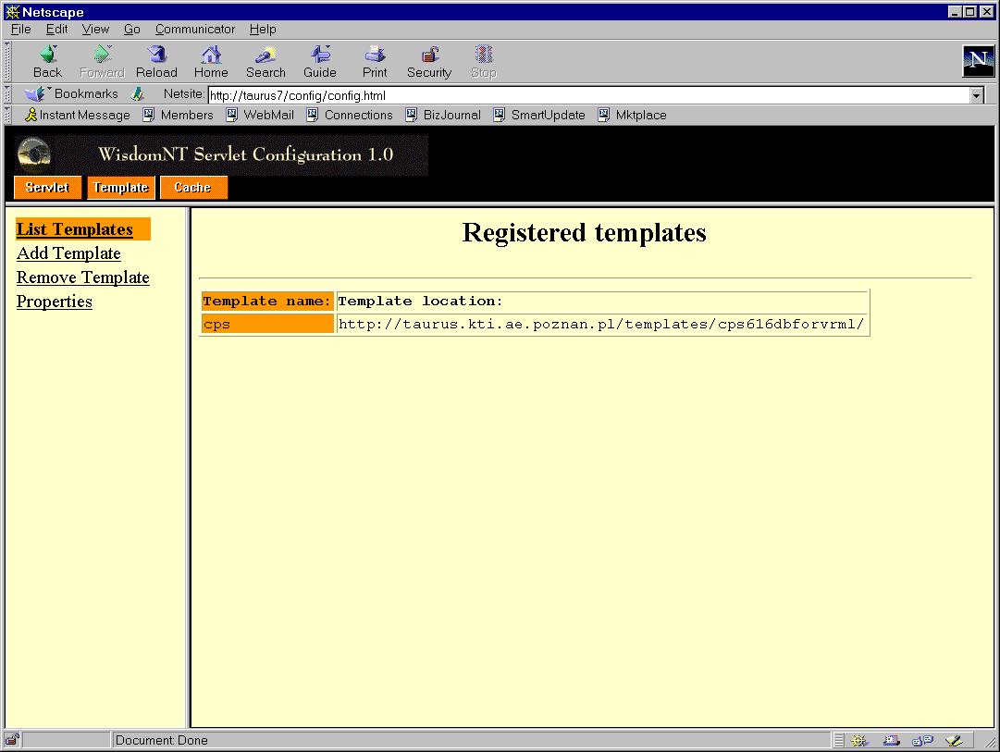 Netscape
File Edit View Go Communicator Help
Back Forward Reload Home Search Guide Print Security Stop
N
Bookmarks Netsite: http://taurus7/config/config.html
Instant Message Members WebMail Connections BizJournal SmartUpdate Mktplace
WisdomNT Servlet Configuration 1.0
Servlet Template Cache
List Templates
Add Template
Remove Template
Properties
Registered templates
Template name: Template location:
cps http://taurus.kti.ae.poznan.pl/templates/cps616dbforvrml/
Document: Done